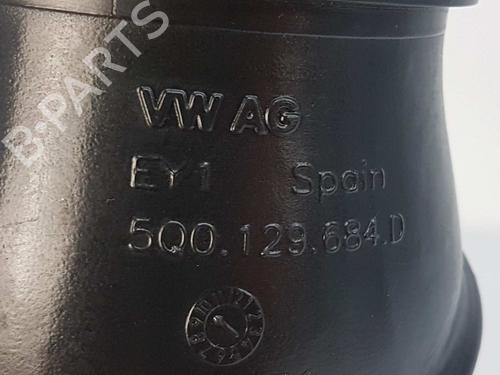 B-PARTS
VW AG
EY1 Spain
5Q0.129.684.D